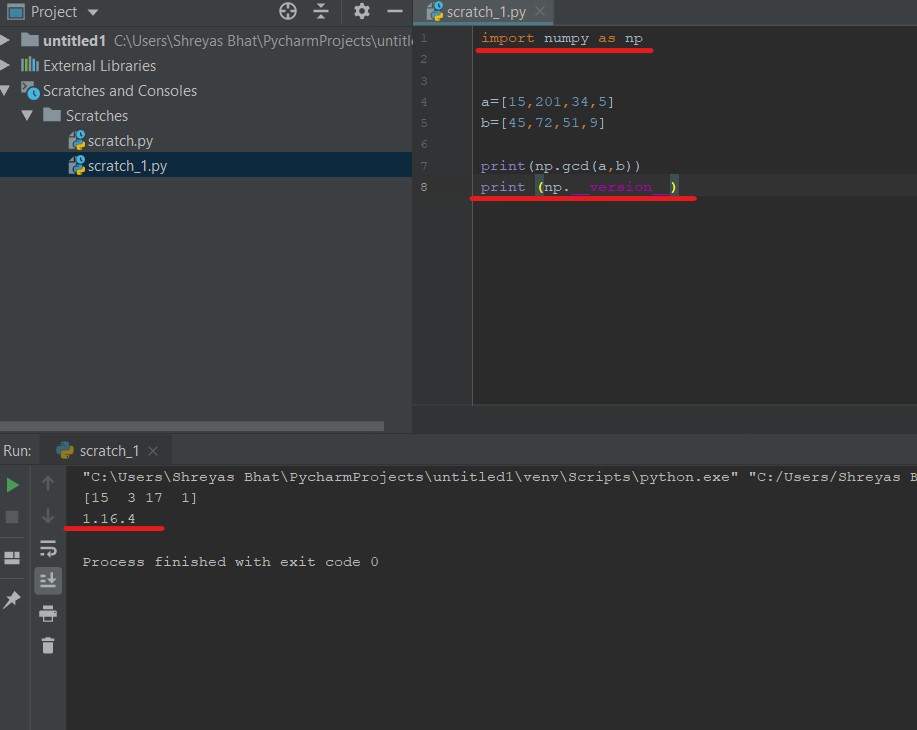 Project
untitled1 C:\Users\Shreyas Bhat\PycharmProjects\untitle
External Libraries
Scratches and Consoles
Scratches
scratch.py
scratch_1.py
scratch_1.py
1 import numpy as np
2
3
4 a=[15,201,34,5]
5 b=[45,72,51,9]
6
7 print(np.gcd(a,b))
8 print (np.__version__)
Run: scratch_1
"C:\Users\Shreyas Bhat\PycharmProjects\untitled1\venv\Scripts\python.exe" "C:/Users/Shreyas B
[15  3 17  1]
1.16.4
Process finished with exit code 0